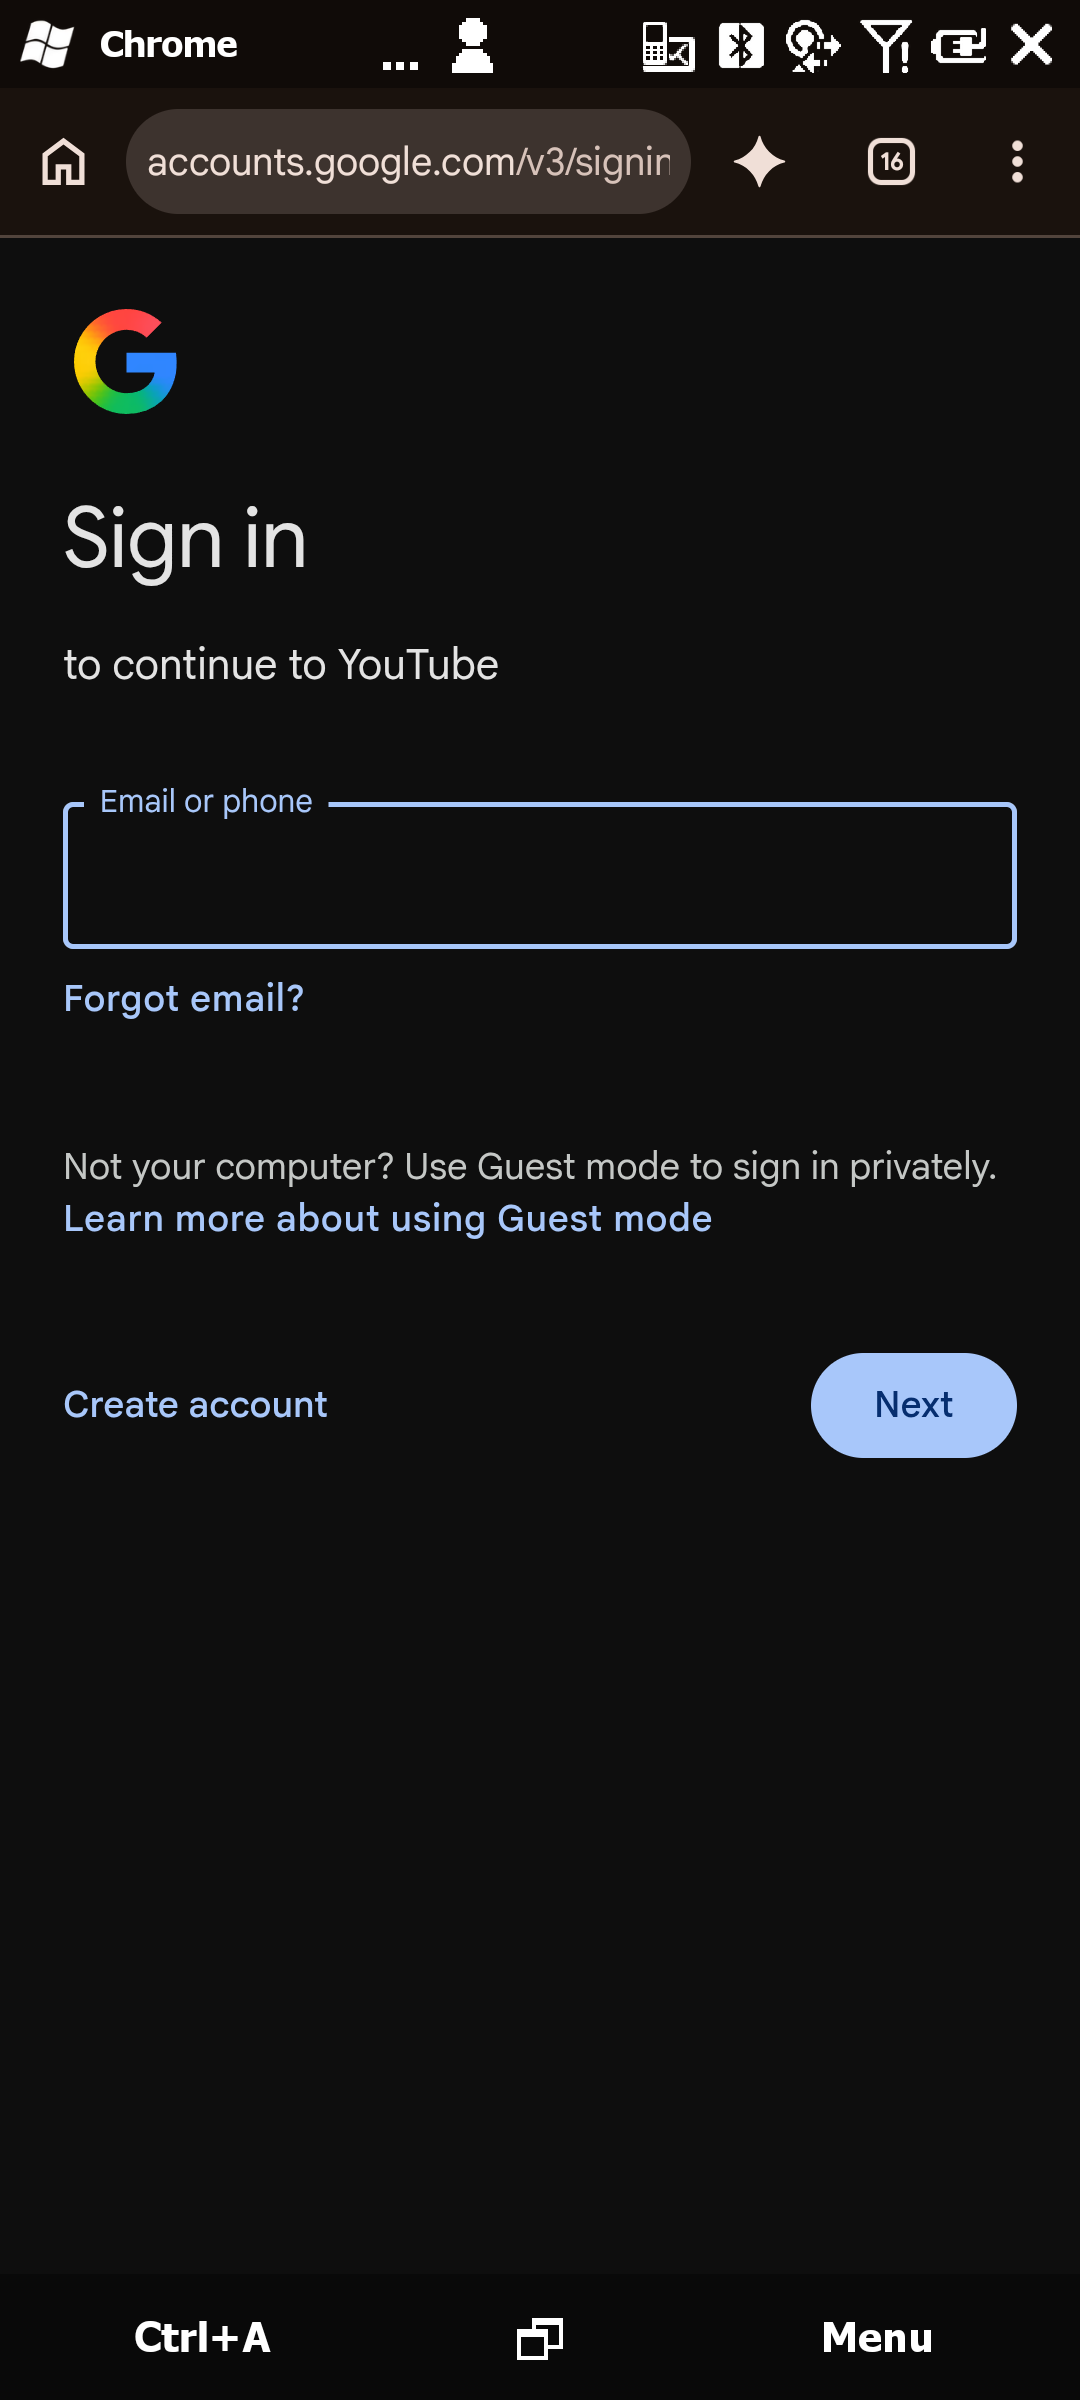 Chrome
...
accounts.google.com/v3/signin
16
Sign in
to continue to YouTube
Email or phone
Forgot email?
Not your computer? Use Guest mode to sign in privately.
Learn more about using Guest mode
Create account
Next
Ctrl+A
Menu